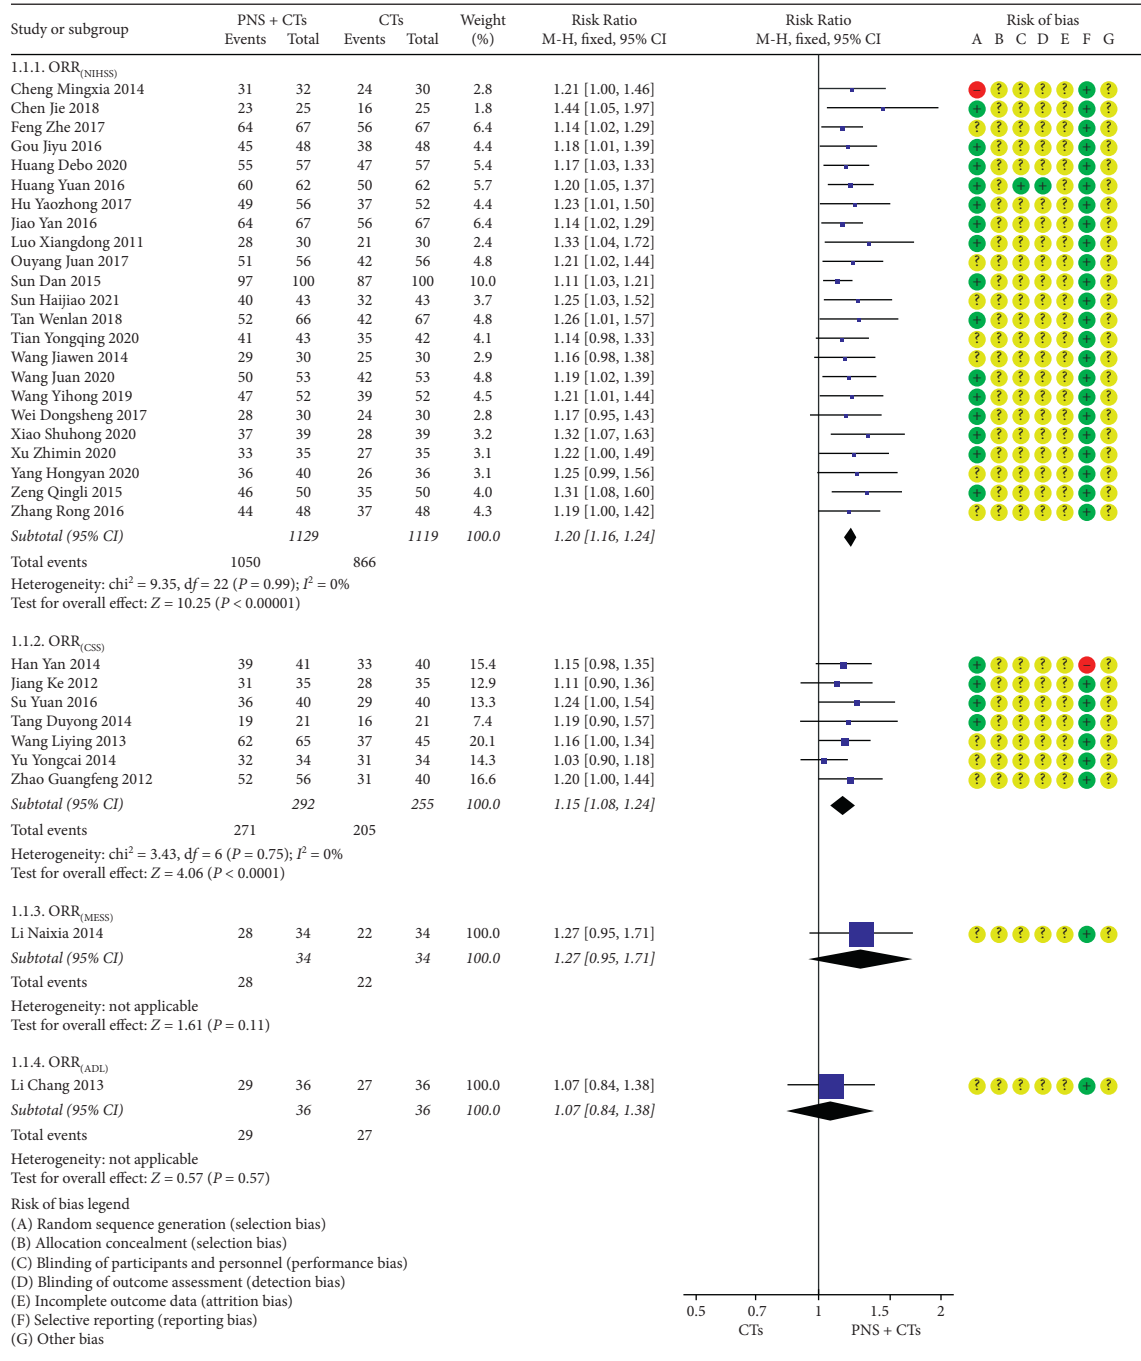 Study or subgroup PNS + CTs CTs Weight Risk Ratio Risk Ratio Risk of bias
Events Total Events Total (%) M-H, fixed, 95% CI M-H, fixed, 95% CI A B C D E F G
1.1.1. ORR(NIHSS)
Cheng Mingxia 2014 31 32 24 30 2.8 1.21 [1.00, 1.46] – ? ? ? ? + ?
Chen Jie 2018 23 25 16 25 1.8 1.44 [1.05, 1.97] + ? ? ? ? + ?
Feng Zhe 2017 64 67 56 67 6.4 1.14 [1.02, 1.29] ? ? ? ? ? + ?
Gou Jiyu 2016 45 48 38 48 4.4 1.18 [1.01, 1.39] + ? ? ? ? + ?
Huang Debo 2020 55 57 47 57 5.4 1.17 [1.03, 1.33] + ? ? ? ? + ?
Huang Yuan 2016 60 62 50 62 5.7 1.20 [1.05, 1.37] + ? + + ? + ?
Hu Yaozhong 2017 49 56 37 52 4.4 1.23 [1.01, 1.50] + ? ? ? ? + ?
Jiao Yan 2016 64 67 56 67 6.4 1.14 [1.02, 1.29] + ? ? ? ? + ?
Luo Xiangdong 2011 28 30 21 30 2.4 1.33 [1.04, 1.72] + ? ? ? ? + ?
Ouyang Juan 2017 51 56 42 56 4.8 1.21 [1.02, 1.44] ? ? ? ? ? + ?
Sun Dan 2015 97 100 87 100 10.0 1.11 [1.03, 1.21] + ? ? ? ? + ?
Sun Haijiao 2021 40 43 32 43 3.7 1.25 [1.03, 1.52] ? ? ? ? ? + ?
Tan Wenlan 2018 52 66 42 67 4.8 1.26 [1.01, 1.57] + ? ? ? ? + ?
Tian Yongqing 2020 41 43 35 42 4.1 1.14 [0.98, 1.33] ? ? ? ? ? + ?
Wang Jiawen 2014 29 30 25 30 2.9 1.16 [0.98, 1.38] ? ? ? ? ? + ?
Wang Juan 2020 50 53 42 53 4.8 1.19 [1.02, 1.39] + ? ? ? ? + ?
Wang Yihong 2019 47 52 39 52 4.5 1.21 [1.01, 1.44] + ? ? ? ? + ?
Wei Dongsheng 2017 28 30 24 30 2.8 1.17 [0.95, 1.43] + ? ? ? ? + ?
Xiao Shuhong 2020 37 39 28 39 3.2 1.32 [1.07, 1.63] + ? ? ? ? + ?
Xu Zhimin 2020 33 35 27 35 3.1 1.22 [1.00, 1.49] + ? ? ? ? + ?
Yang Hongyan 2020 36 40 26 36 3.1 1.25 [0.99, 1.56] ? ? ? ? ? + ?
Zeng Qingli 2015 46 50 35 50 4.0 1.31 [1.08, 1.60] + ? ? ? ? + ?
Zhang Rong 2016 44 48 37 48 4.3 1.19 [1.00, 1.42] ? ? ? ? ? + ?
Subtotal (95% CI) 1129 1119 100.0 1.20 [1.16, 1.24]
Total events 1050 866
Heterogeneity: chi² = 9.35, df = 22 (P = 0.99); I² = 0%
Test for overall effect: Z = 10.25 (P < 0.00001)
1.1.2. ORR(CSS)
Han Yan 2014 39 41 33 40 15.4 1.15 [0.98, 1.35] + ? ? ? ? – ?
Jiang Ke 2012 31 35 28 35 12.9 1.11 [0.90, 1.36] + ? ? ? ? + ?
Su Yuan 2016 36 40 29 40 13.3 1.24 [1.00, 1.54] + ? ? ? ? + ?
Tang Duyong 2014 19 21 16 21 7.4 1.19 [0.90, 1.57] + ? ? ? ? + ?
Wang Liying 2013 62 65 37 45 20.1 1.16 [1.00, 1.34] ? ? ? ? ? + ?
Yu Yongcai 2014 32 34 31 34 14.3 1.03 [0.90, 1.18] ? ? ? ? ? + ?
Zhao Guangfeng 2012 52 56 31 40 16.6 1.20 [1.00, 1.44] ? ? ? ? ? + ?
Subtotal (95% CI) 292 255 100.0 1.15 [1.08, 1.24]
Total events 271 205
Heterogeneity: chi² = 3.43, df = 6 (P = 0.75); I² = 0%
Test for overall effect: Z = 4.06 (P < 0.0001)
1.1.3. ORR(MESS)
Li Naixia 2014 28 34 22 34 100.0 1.27 [0.95, 1.71] ? ? ? ? ? + ?
Subtotal (95% CI) 34 34 100.0 1.27 [0.95, 1.71]
Total events 28 22
Heterogeneity: not applicable
Test for overall effect: Z = 1.61 (P = 0.11)
1.1.4. ORR(ADL)
Li Chang 2013 29 36 27 36 100.0 1.07 [0.84, 1.38] ? ? ? ? ? + ?
Subtotal (95% CI) 36 36 100.0 1.07 [0.84, 1.38]
Total events 29 27
Heterogeneity: not applicable
Test for overall effect: Z = 0.57 (P = 0.57)
Risk of bias legend
(A) Random sequence generation (selection bias)
(B) Allocation concealment (selection bias)
(C) Blinding of participants and personnel (performance bias)
(D) Blinding of outcome assessment (detection bias)
(E) Incomplete outcome data (attrition bias)
(F) Selective reporting (reporting bias)
(G) Other bias
0.5 0.7 1 1.5 2
CTs PNS + CTs